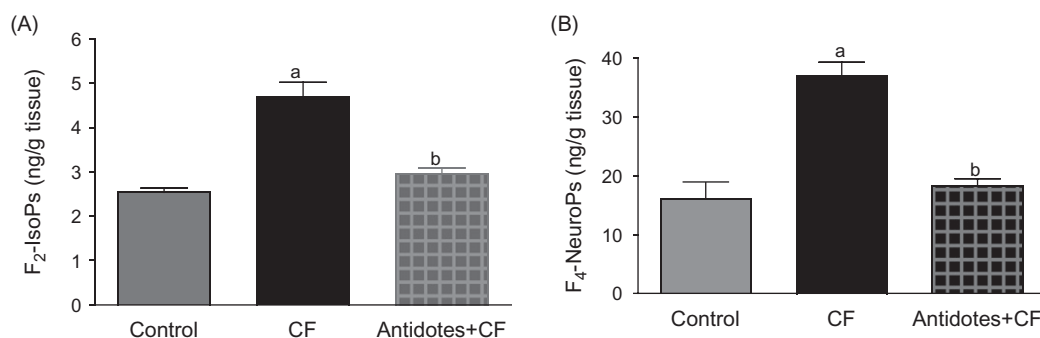 (A)
F2-IsoPs (ng/g tissue)
6
5
4
3
2
1
0
a
b
Control
CF
Antidotes+CF
(B)
F4-NeuroPs (ng/g tissue)
40
30
20
10
0
a
b
Control
CF
Antidotes+CF